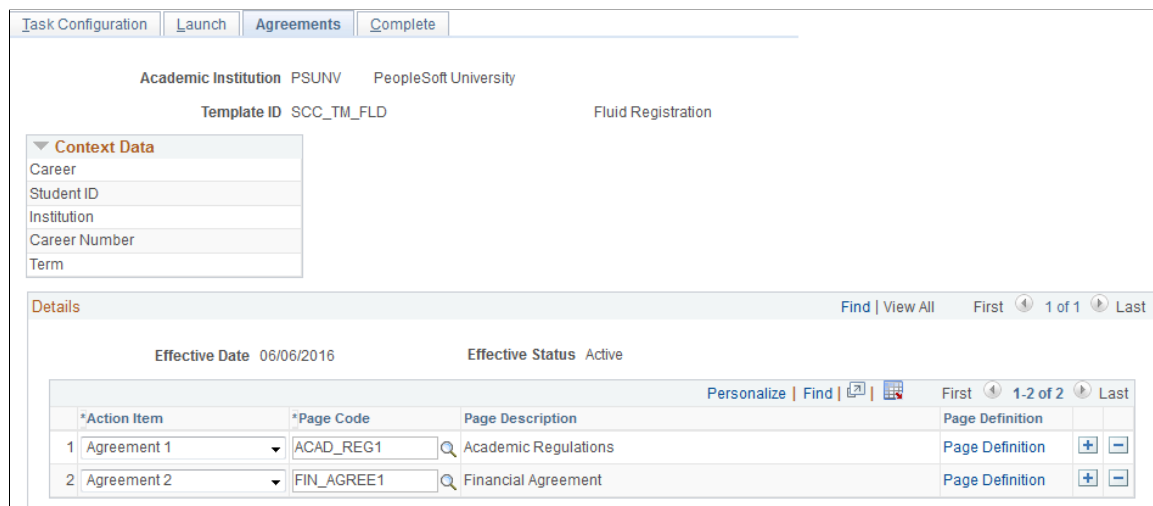 Task Configuration Launch Agreements Complete
Academic Institution PSUNV PeopleSoft University
Template ID SCC_TM_FLD Fluid Registration
Context Data
Career
Student ID
Institution
Career Number
Term
Details Find | View All First 1 of 1 Last
Effective Date 06/06/2016 Effective Status Active
Personalize | Find | | First 1-2 of 2 Last
*Action Item *Page Code Page Description Page Definition
1 Agreement 1 ACAD_REG1 Academic Regulations Page Definition + -
2 Agreement 2 FIN_AGREE1 Financial Agreement Page Definition + -